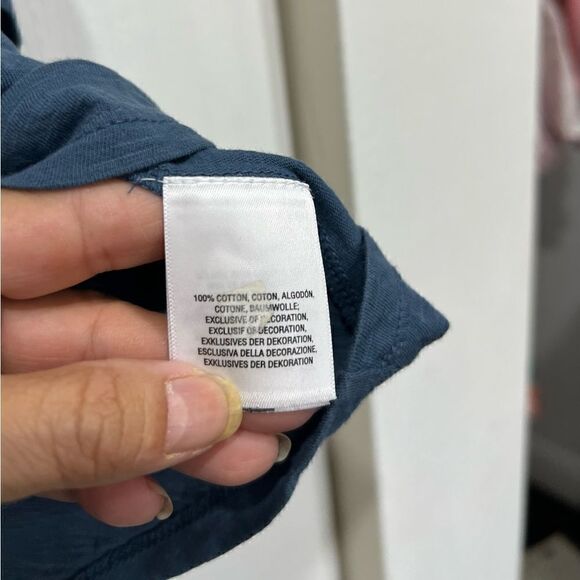 100% COTTON, COTON, ALGODÓN,
COTONE, BAUMWOLLE;
EXCLUSIVE OF DECORATION,
EXCLUSIF OF DECORATION,
EXKLUSIVES DER DEKORATION,
ESCLUSIVA DELLA DECORAZIONE,
EXKLUSIVES DER DEKORATION